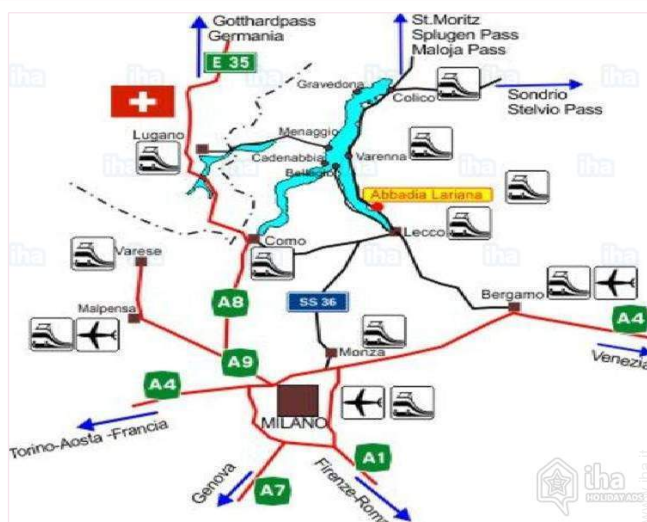 Gotthardpass
Germania
St.Moritz
Splugen Pass
Maloja Pass
E 35
Gravedona
Colico
Sondrio
Stelvio Pass
Lugano
Menaggio
Cadenabbia
Varenna
Bellagio
Abbadia Lariana
Como
Lecco
Varese
A8
SS 36
Bergamo
Malpensa
A4
A9
Monza
Venezia
A4
MILANO
Torino-Aosta -Francia
Genova
A7
Firenze-Roma
A1
iha
HOLIDAY ADS